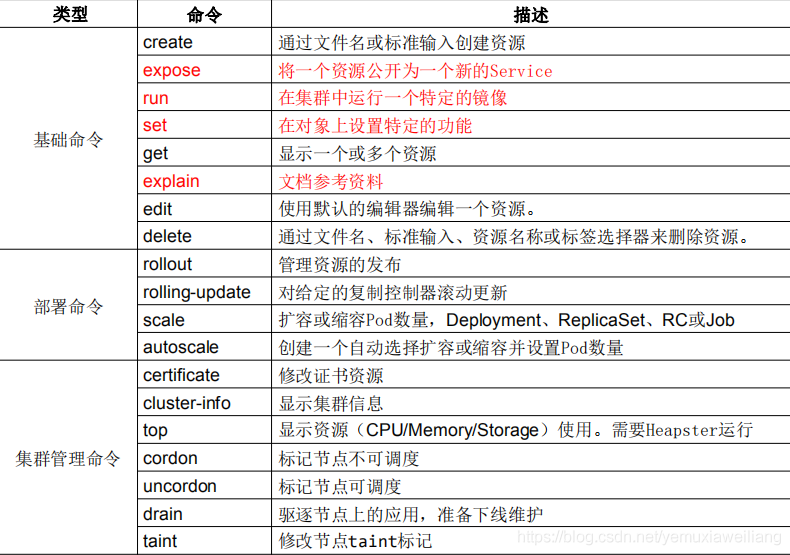 类型 命令 描述
基础命令
create 通过文件名或标准输入创建资源
expose 将一个资源公开为一个新的Service
run 在集群中运行一个特定的镜像
set 在对象上设置特定的功能
get 显示一个或多个资源
explain 文档参考资料
edit 使用默认的编辑器编辑一个资源。
delete 通过文件名、标准输入、资源名称或标签选择器来删除资源。
部署命令
rollout 管理资源的发布
rolling-update 对给定的复制控制器滚动更新
scale 扩容或缩容Pod数量，Deployment、ReplicaSet、RC或Job
autoscale 创建一个自动选择扩容或缩容并设置Pod数量
集群管理命令
certificate 修改证书资源
cluster-info 显示集群信息
top 显示资源（CPU/Memory/Storage）使用。需要Heapster运行
cordon 标记节点不可调度
uncordon 标记节点可调度
drain 驱逐节点上的应用，准备下线维护
taint 修改节点taint标记
https://blog.csdn.net/yemuxiaweiliang